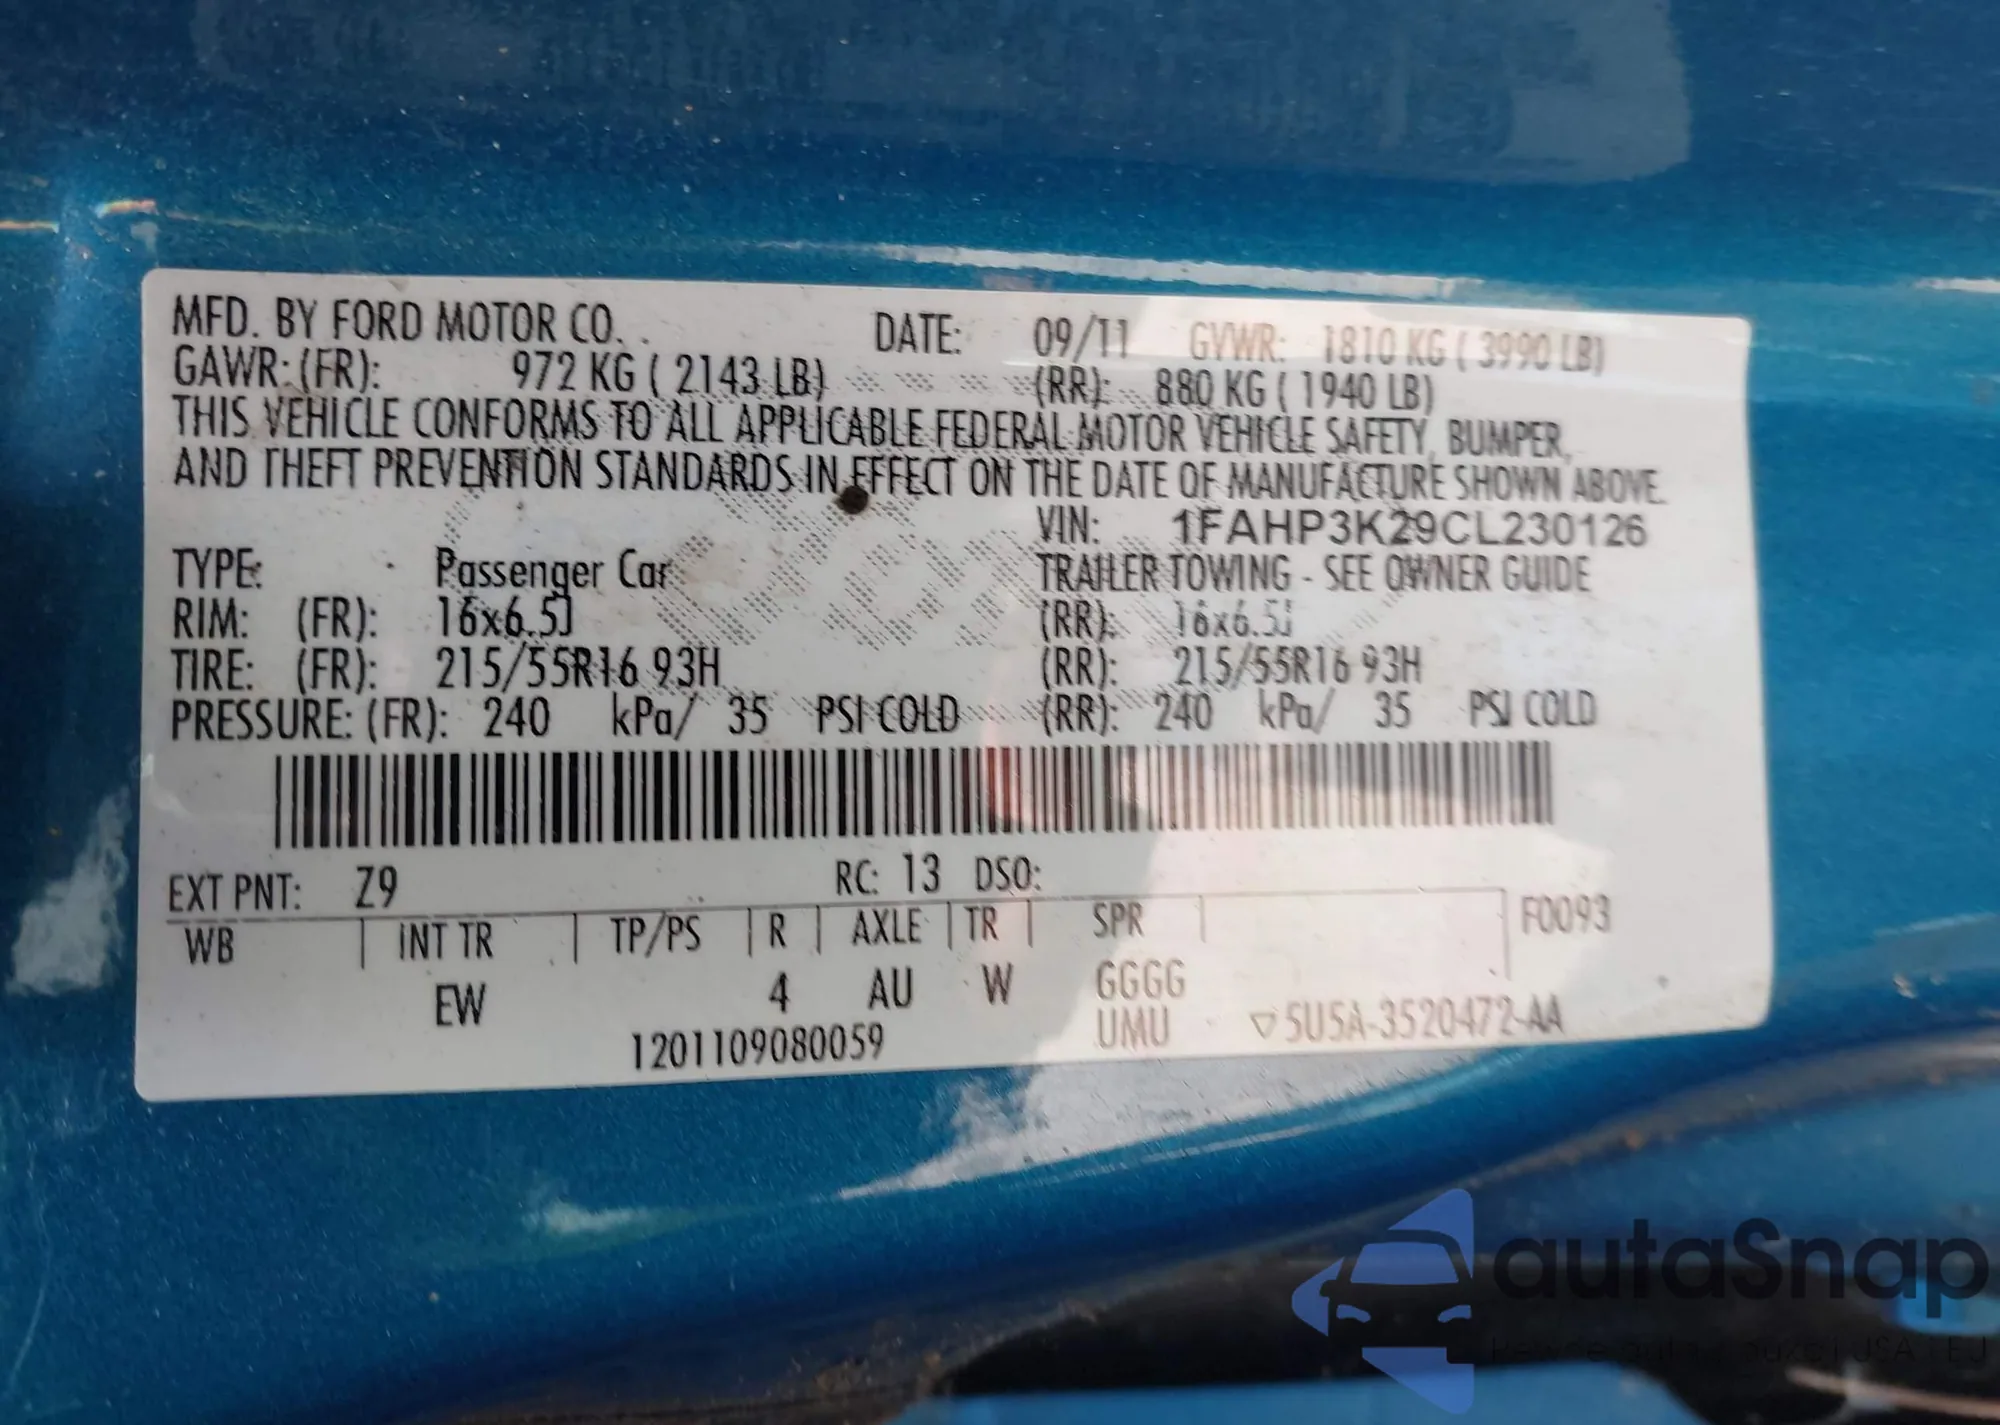 MFD. BY FORD MOTOR CO. DATE: 09/11 GVWR: 1810 KG ( 3990 LB)
GAWR: (FR): 972 KG ( 2143 LB) (RR): 880 KG ( 1940 LB)
THIS VEHICLE CONFORMS TO ALL APPLICABLE FEDERAL MOTOR VEHICLE SAFETY, BUMPER,
AND THEFT PREVENTION STANDARDS IN EFFECT ON THE DATE OF MANUFACTURE SHOWN ABOVE.
VIN: 1FAHP3K29CL230126
TYPE: Passenger Car TRAILER TOWING - SEE OWNER GUIDE
RIM: (FR): 16x6.5J (RR): 16x6.5J
TIRE: (FR): 215/55R16 93H (RR): 215/55R16 93H
PRESSURE: (FR): 240 kPa/ 35 PSI COLD (RR): 240 kPa/ 35 PSI COLD
EXT PNT: Z9 RC: 13 DSO:
WB | INT TR | TP/PS | R | AXLE | TR | SPR | F0093
EW 4 AU W GGGG
1201109080059 UMU ▽5U5A-3520472-AA
autaSnap